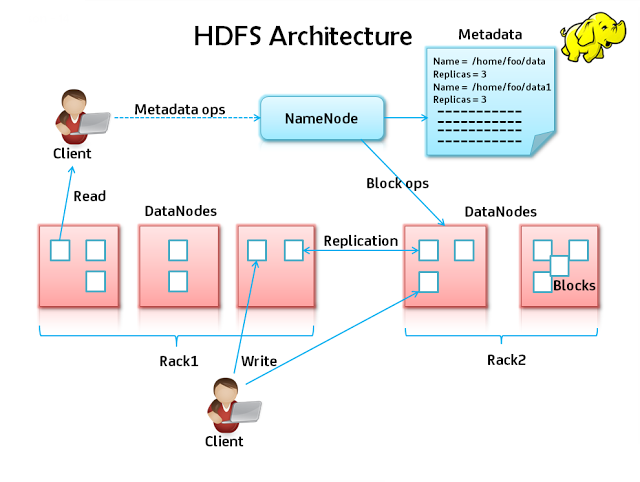 HDFS Architecture
Metadata
Name = /home/foo/data
Replicas = 3
Name = /home/foo/data1
Replicas = 3
Metadata ops
NameNode
Client
Block ops
Read
DataNodes
DataNodes
Replication
Blocks
Rack1
Write
Rack2
Client